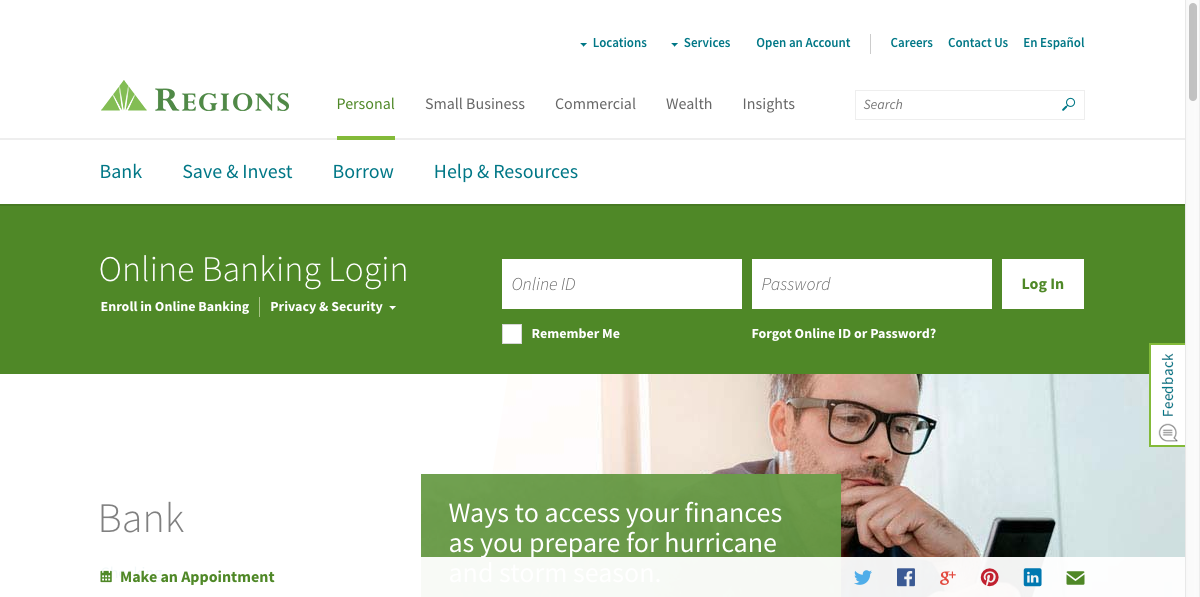 Locations Services Open an Account Careers Contact Us En Español
REGIONS Personal Small Business Commercial Wealth Insights Search
Bank Save & Invest Borrow Help & Resources
Online Banking Login
Enroll in Online Banking Privacy & Security
Online ID Password Log In
Remember Me Forgot Online ID or Password?
Feedback
Bank
Make an Appointment
Ways to access your finances
as you prepare for hurricane
and storm season.